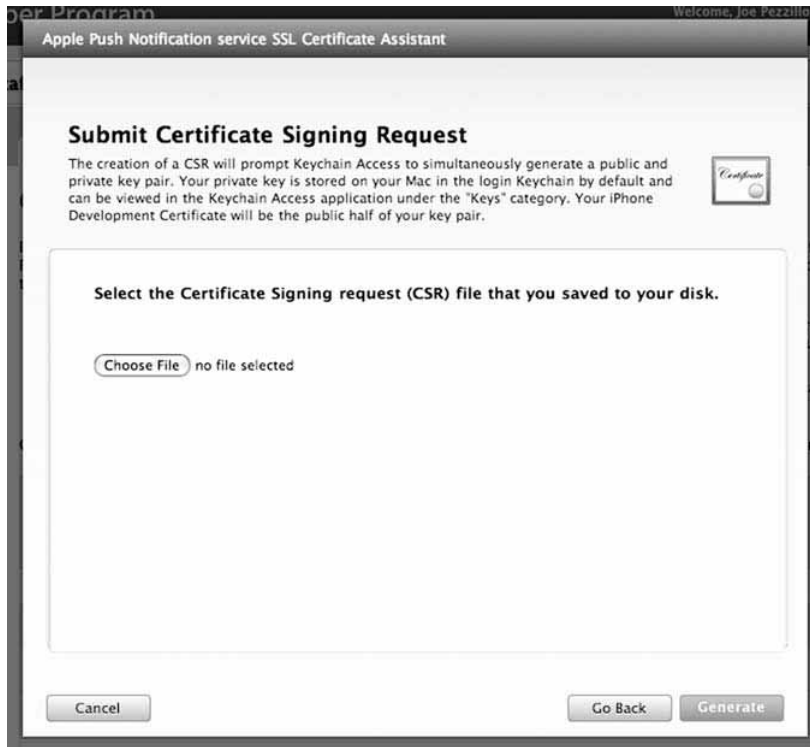 per Program
Welcome, Joe Pezzillo
Apple Push Notification service SSL Certificate Assistant
Submit Certificate Signing Request
The creation of a CSR will prompt Keychain Access to simultaneously generate a public and
private key pair. Your private key is stored on your Mac in the login Keychain by default and
can be viewed in the Keychain Access application under the "Keys" category. Your iPhone
Development Certificate will be the public half of your key pair.
Certificate
Select the Certificate Signing request (CSR) file that you saved to your disk.
Choose File no file selected
Cancel
Go Back
Generate